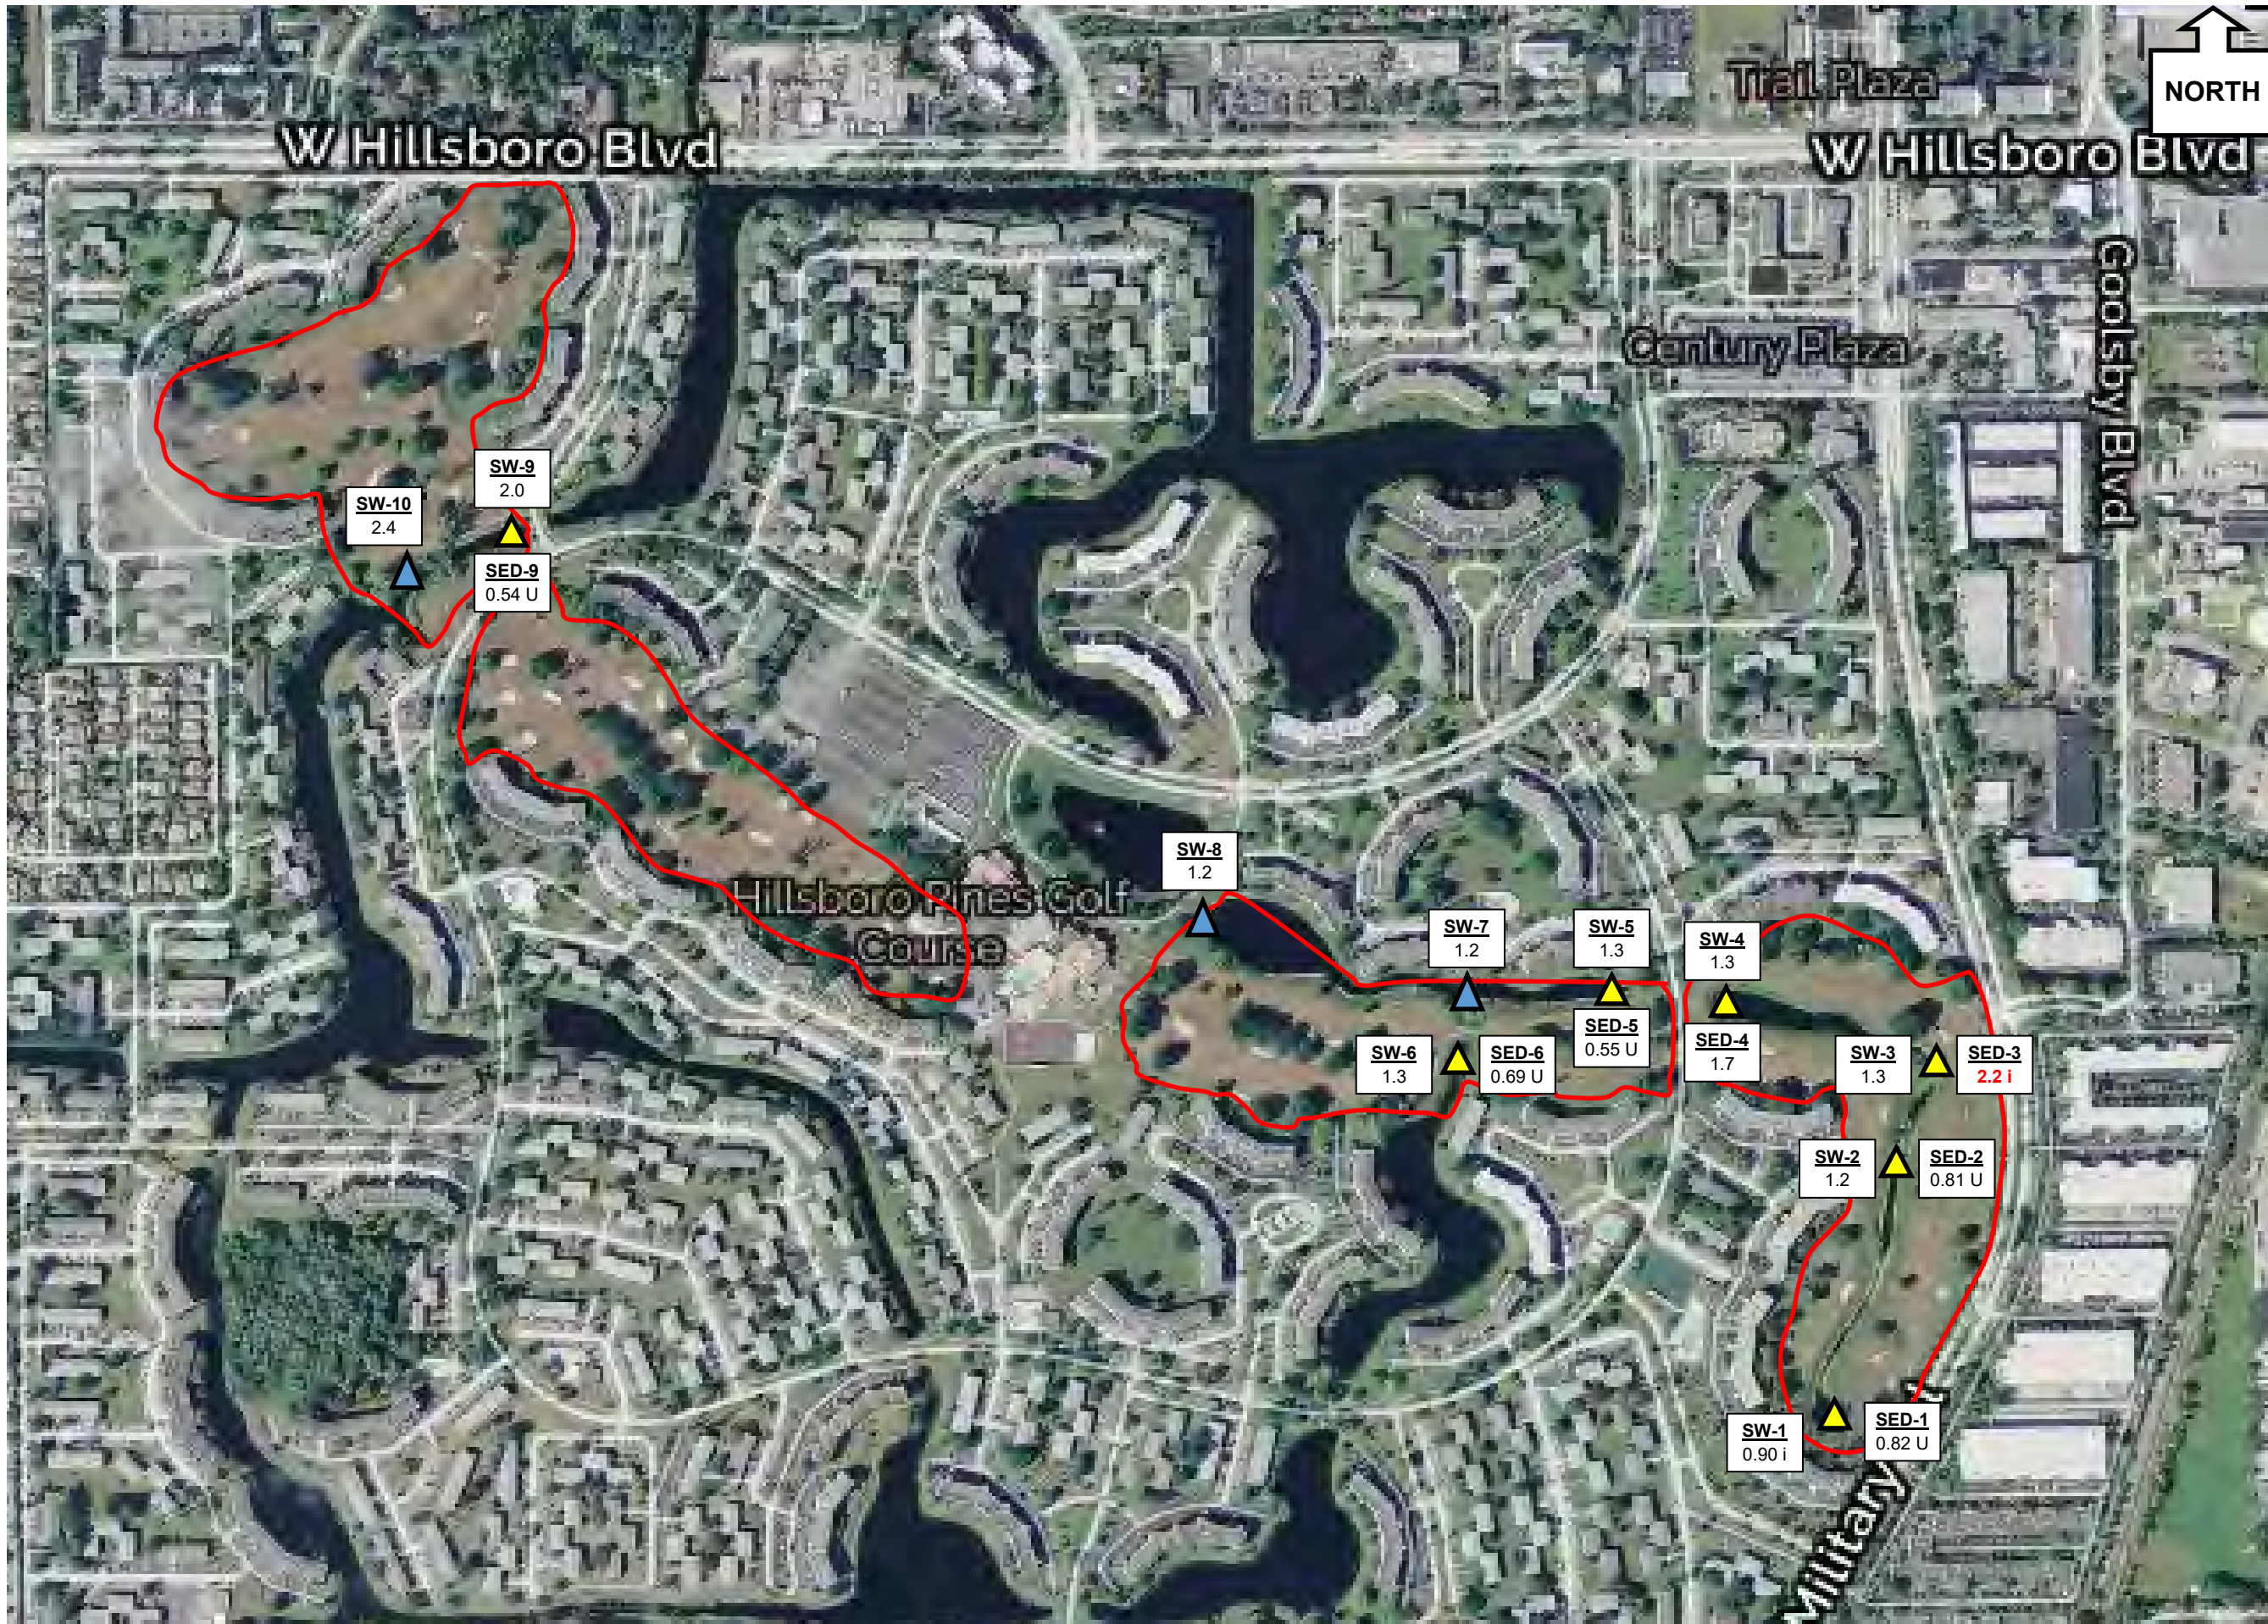 NORTH
Trail Plaza
W Hillsboro Blvd
W Hillsboro Blvd
Goolsby Blvd
Century Plaza
SW-9
2.0
SW-10
2.4
SED-9
0.54 U
SW-8
1.2
Hillsboro Pines Golf
Course
SW-7
1.2
SW-5
1.3
SW-4
1.3
SED-5
0.55 U
SED-4
1.7
SW-6
1.3
SED-6
0.69 U
SW-3
1.3
SED-3
2.2 i
SW-2
1.2
SED-2
0.81 U
SW-1
0.90 i
SED-1
0.82 U
Military